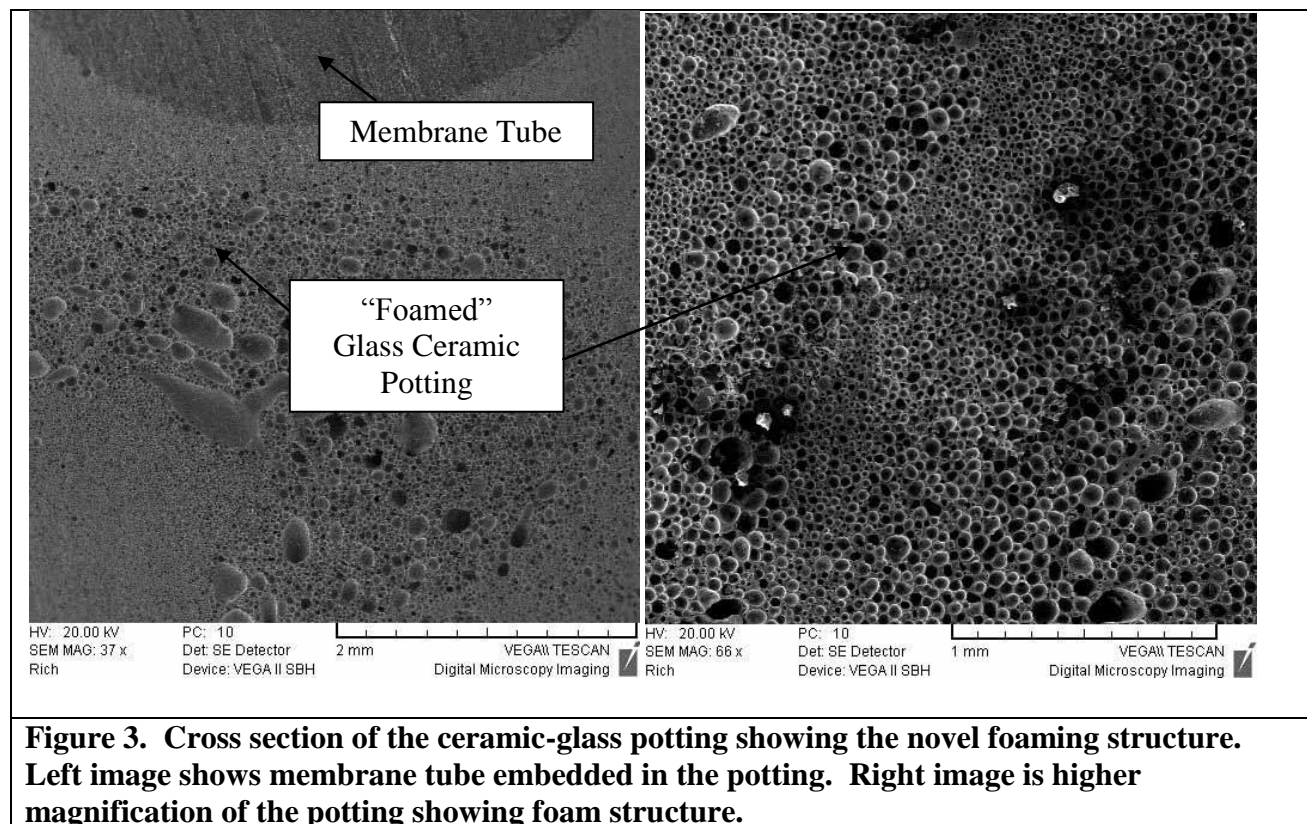 Membrane Tube
“Foamed”
Glass Ceramic
Potting
HV: 20.00 kV
PC: 10
SEM MAG: 37 x
Det: SE Detector
2 mm
VEGA\\ TESCAN
Rich
Device: VEGA II SBH
Digital Microscopy Imaging
HV: 20.00 kV
PC: 10
SEM MAG: 66 x
Det: SE Detector
1 mm
VEGA\\ TESCAN
Rich
Device: VEGA II SBH
Digital Microscopy Imaging
Figure 3. Cross section of the ceramic-glass potting showing the novel foaming structure.
Left image shows membrane tube embedded in the potting. Right image is higher
magnification of the potting showing foam structure.